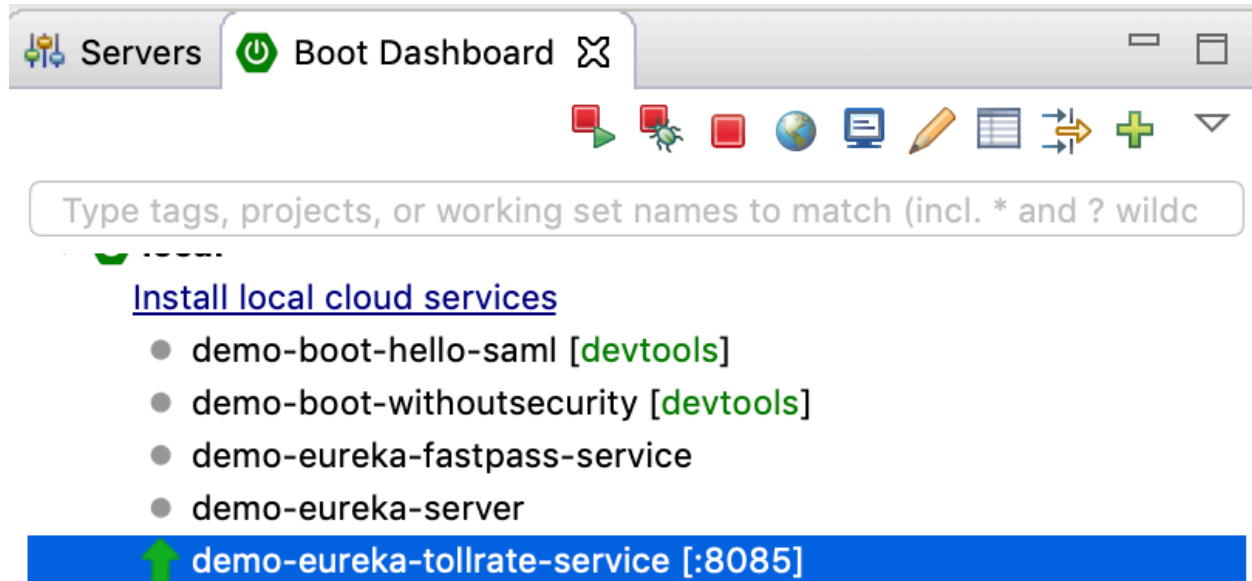 Servers Boot Dashboard
Type tags, projects, or working set names to match (incl. * and ? wildc
local
Install local cloud services
demo-boot-hello-saml [devtools]
demo-boot-withoutsecurity [devtools]
demo-eureka-fastpass-service
demo-eureka-server
demo-eureka-tollrate-service [:8085]